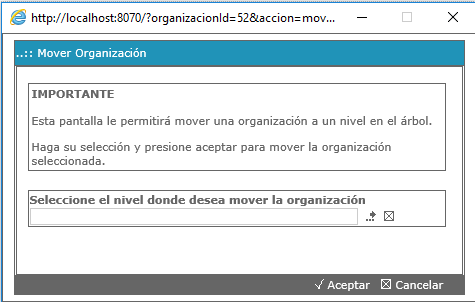 http://localhost:8070/?organizacionId=52&accion=mov...
..:: Mover Organización
IMPORTANTE
Esta pantalla le permitirá mover una organización a un nivel en el árbol.
Haga su selección y presione aceptar para mover la organización
seleccionada.
Seleccione el nivel donde desea mover la organización
Aceptar Cancelar